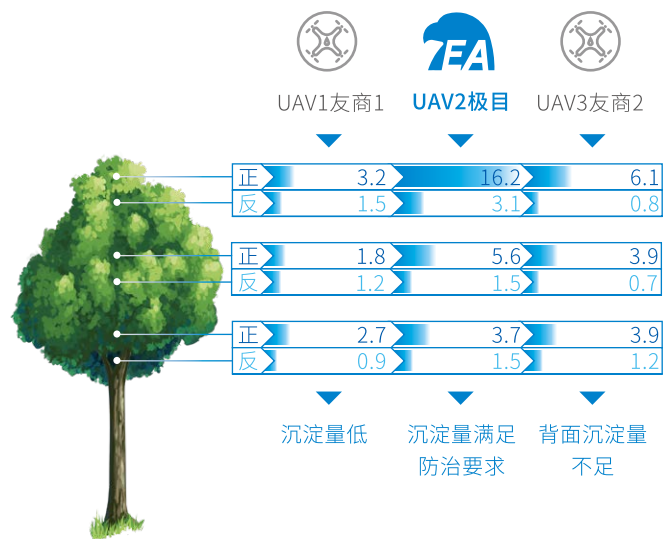 7EA
UAV1友商1 UAV2极目 UAV3友商2
正 3.2 16.2 6.1
反 1.5 3.1 0.8
正 1.8 5.6 3.9
反 1.2 1.5 0.7
正 2.7 3.7 3.9
反 0.9 1.5 1.2
沉淀量低 沉淀量满足 背面沉淀量
防治要求 不足